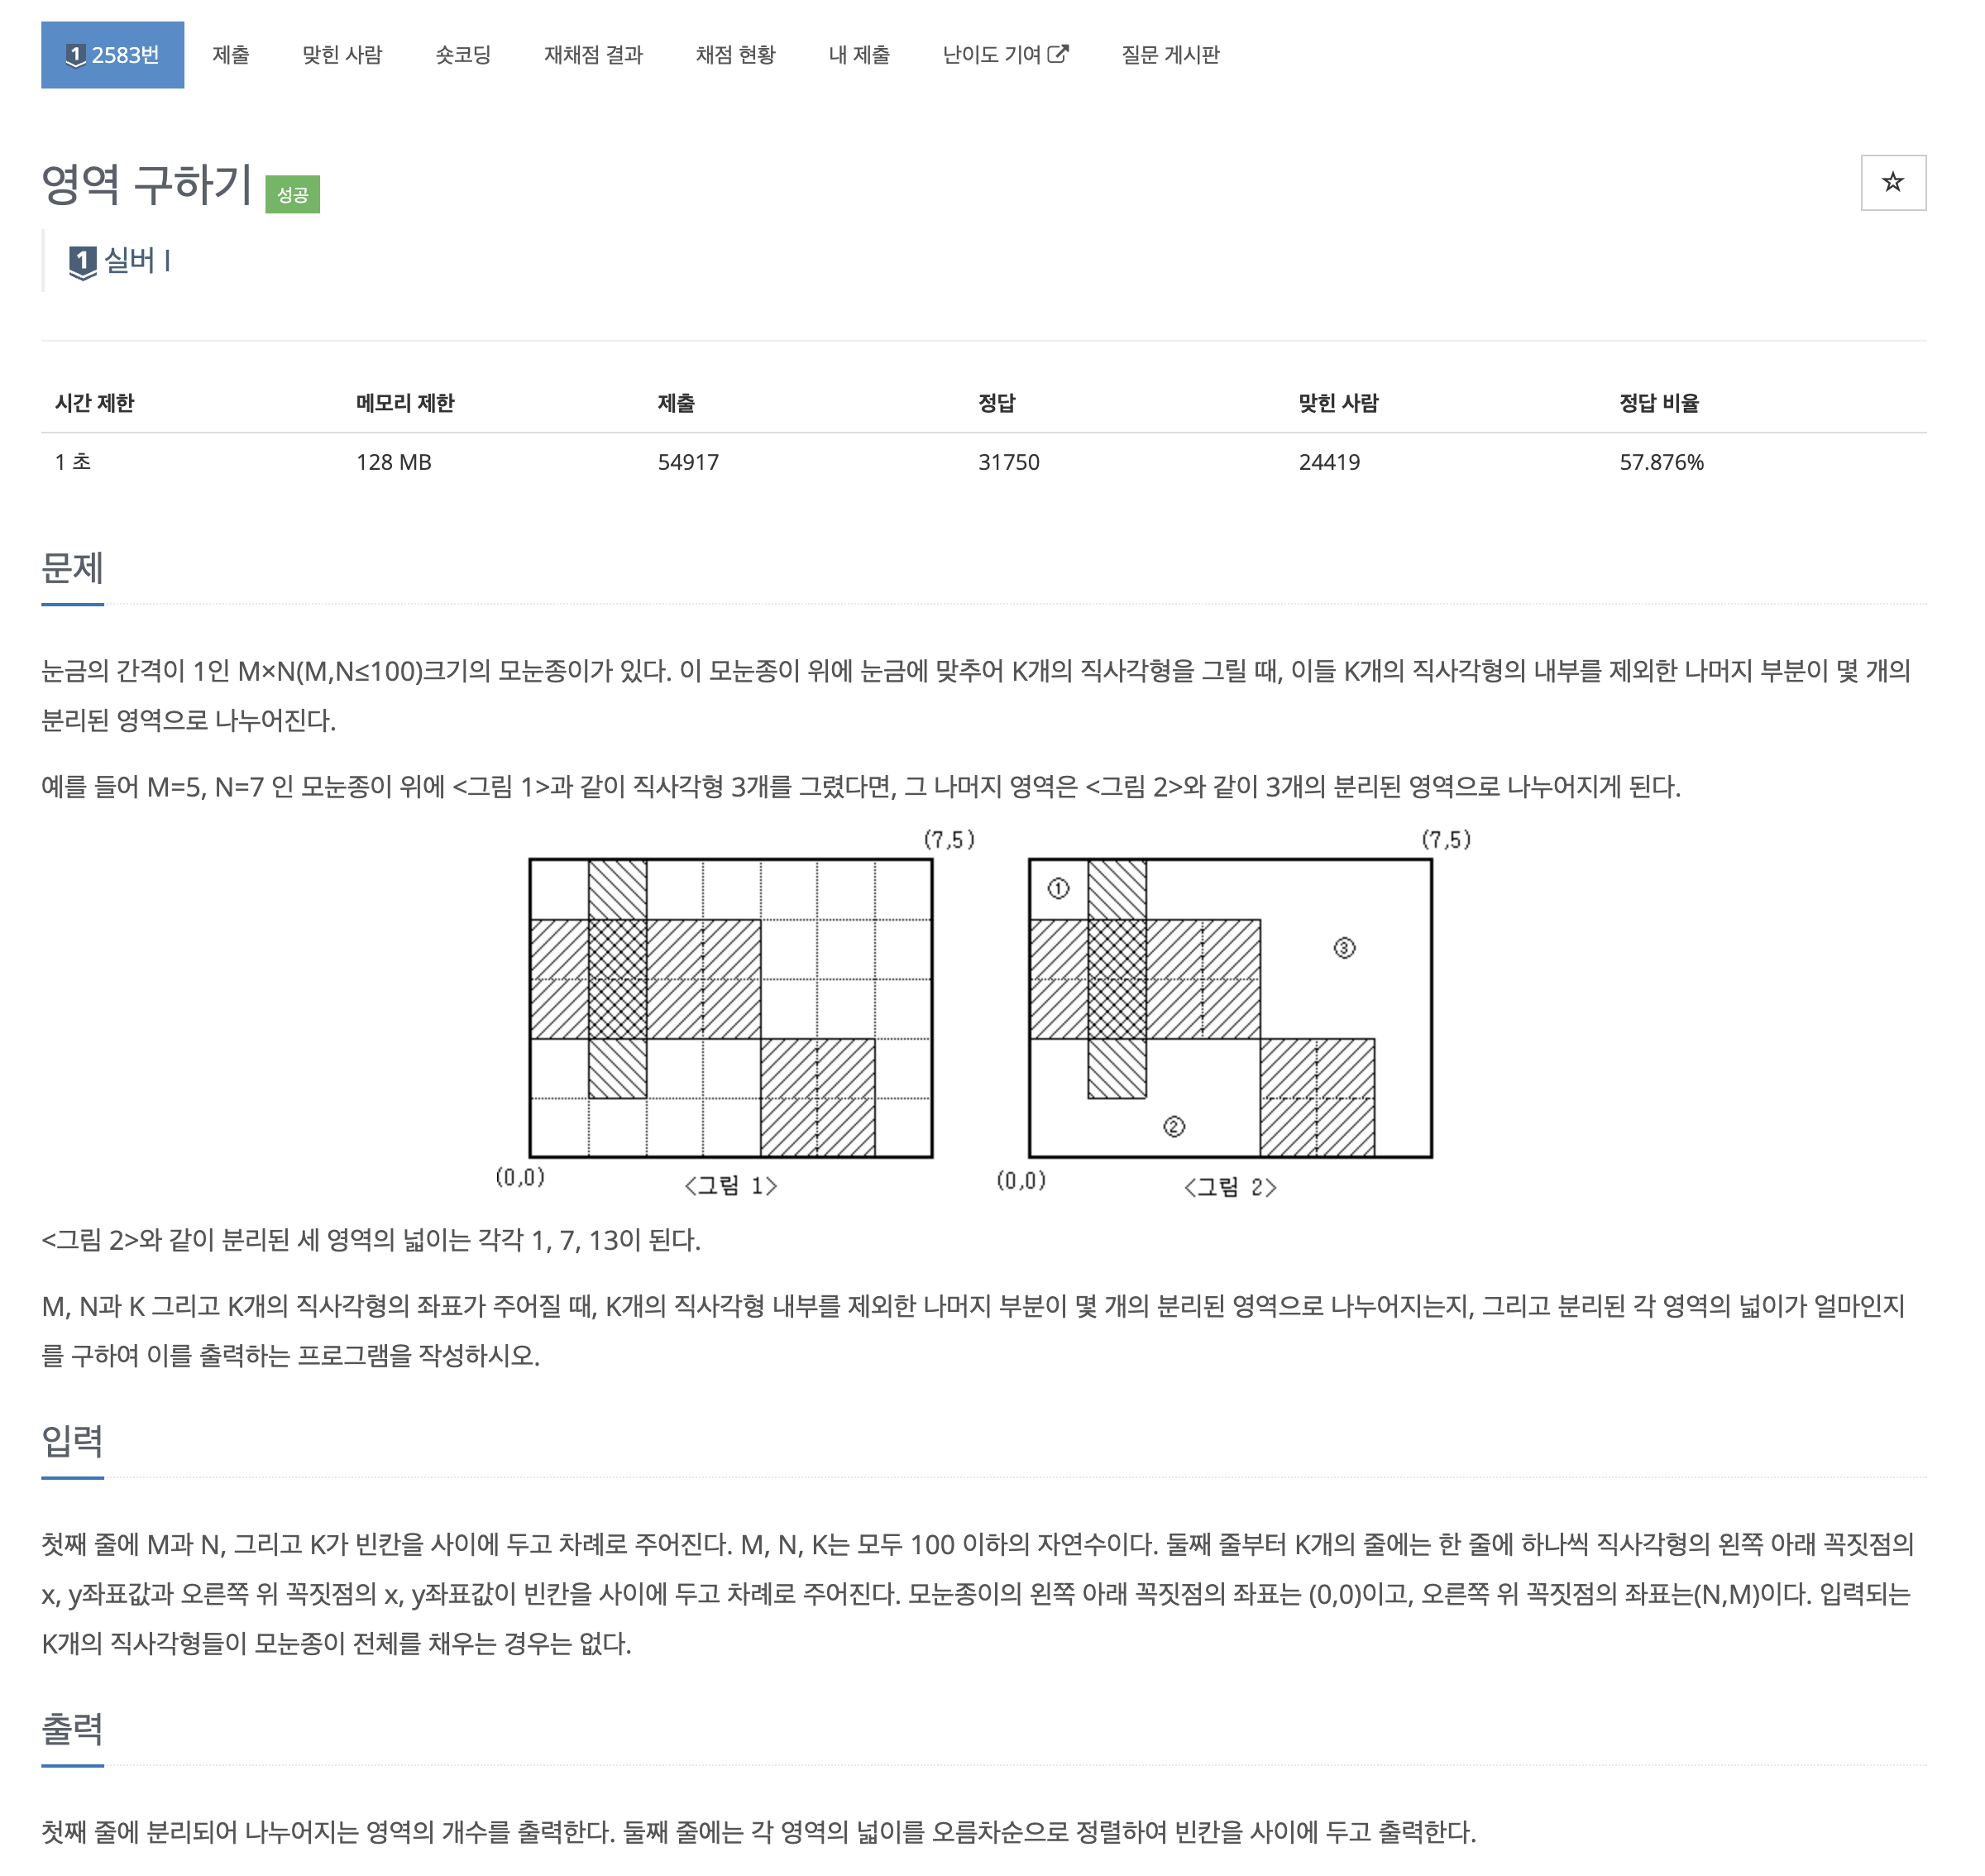 1 2583번 제출 맞힌 사람 숏코딩 재채점 결과 채점 현황 내 제출 난이도 기여 질문 게시판
영역 구하기 성공
☆
1 실버 I
시간 제한 메모리 제한 제출 정답 맞힌 사람 정답 비율
1 초 128 MB 54917 31750 24419 57.876%
문제
눈금의 간격이 1인 M×N(M,N≤100)크기의 모눈종이가 있다. 이 모눈종이 위에 눈금에 맞추어 K개의 직사각형을 그릴 때, 이들 K개의 직사각형의 내부를 제외한 나머지 부분이 몇 개의
분리된 영역으로 나누어진다.
예를 들어 M=5, N=7 인 모눈종이 위에 <그림 1>과 같이 직사각형 3개를 그렸다면, 그 나머지 영역은 <그림 2>와 같이 3개의 분리된 영역으로 나누어지게 된다.
(7,5) (7,5)
①
③
②
(0,0) <그림 1> (0,0) <그림 2>
<그림 2>와 같이 분리된 세 영역의 넓이는 각각 1, 7, 13이 된다.
M, N과 K 그리고 K개의 직사각형의 좌표가 주어질 때, K개의 직사각형 내부를 제외한 나머지 부분이 몇 개의 분리된 영역으로 나누어지는지, 그리고 분리된 각 영역의 넓이가 얼마인지
를 구하여 이를 출력하는 프로그램을 작성하시오.
입력
첫째 줄에 M과 N, 그리고 K가 빈칸을 사이에 두고 차례로 주어진다. M, N, K는 모두 100 이하의 자연수이다. 둘째 줄부터 K개의 줄에는 한 줄에 하나씩 직사각형의 왼쪽 아래 꼭짓점의
x, y좌표값과 오른쪽 위 꼭짓점의 x, y좌표값이 빈칸을 사이에 두고 차례로 주어진다. 모눈종이의 왼쪽 아래 꼭짓점의 좌표는 (0,0)이고, 오른쪽 위 꼭짓점의 좌표는(N,M)이다. 입력되는
K개의 직사각형들이 모눈종이 전체를 채우는 경우는 없다.
출력
첫째 줄에 분리되어 나누어지는 영역의 개수를 출력한다. 둘째 줄에는 각 영역의 넓이를 오름차순으로 정렬하여 빈칸을 사이에 두고 출력한다.